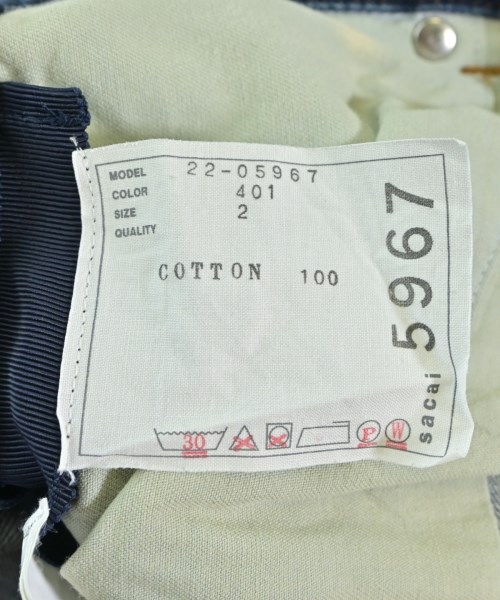 MODEL 22-05967
COLOR 401
SIZE 2
QUALITY
COTTON 100
30
P
W
sacai 5967